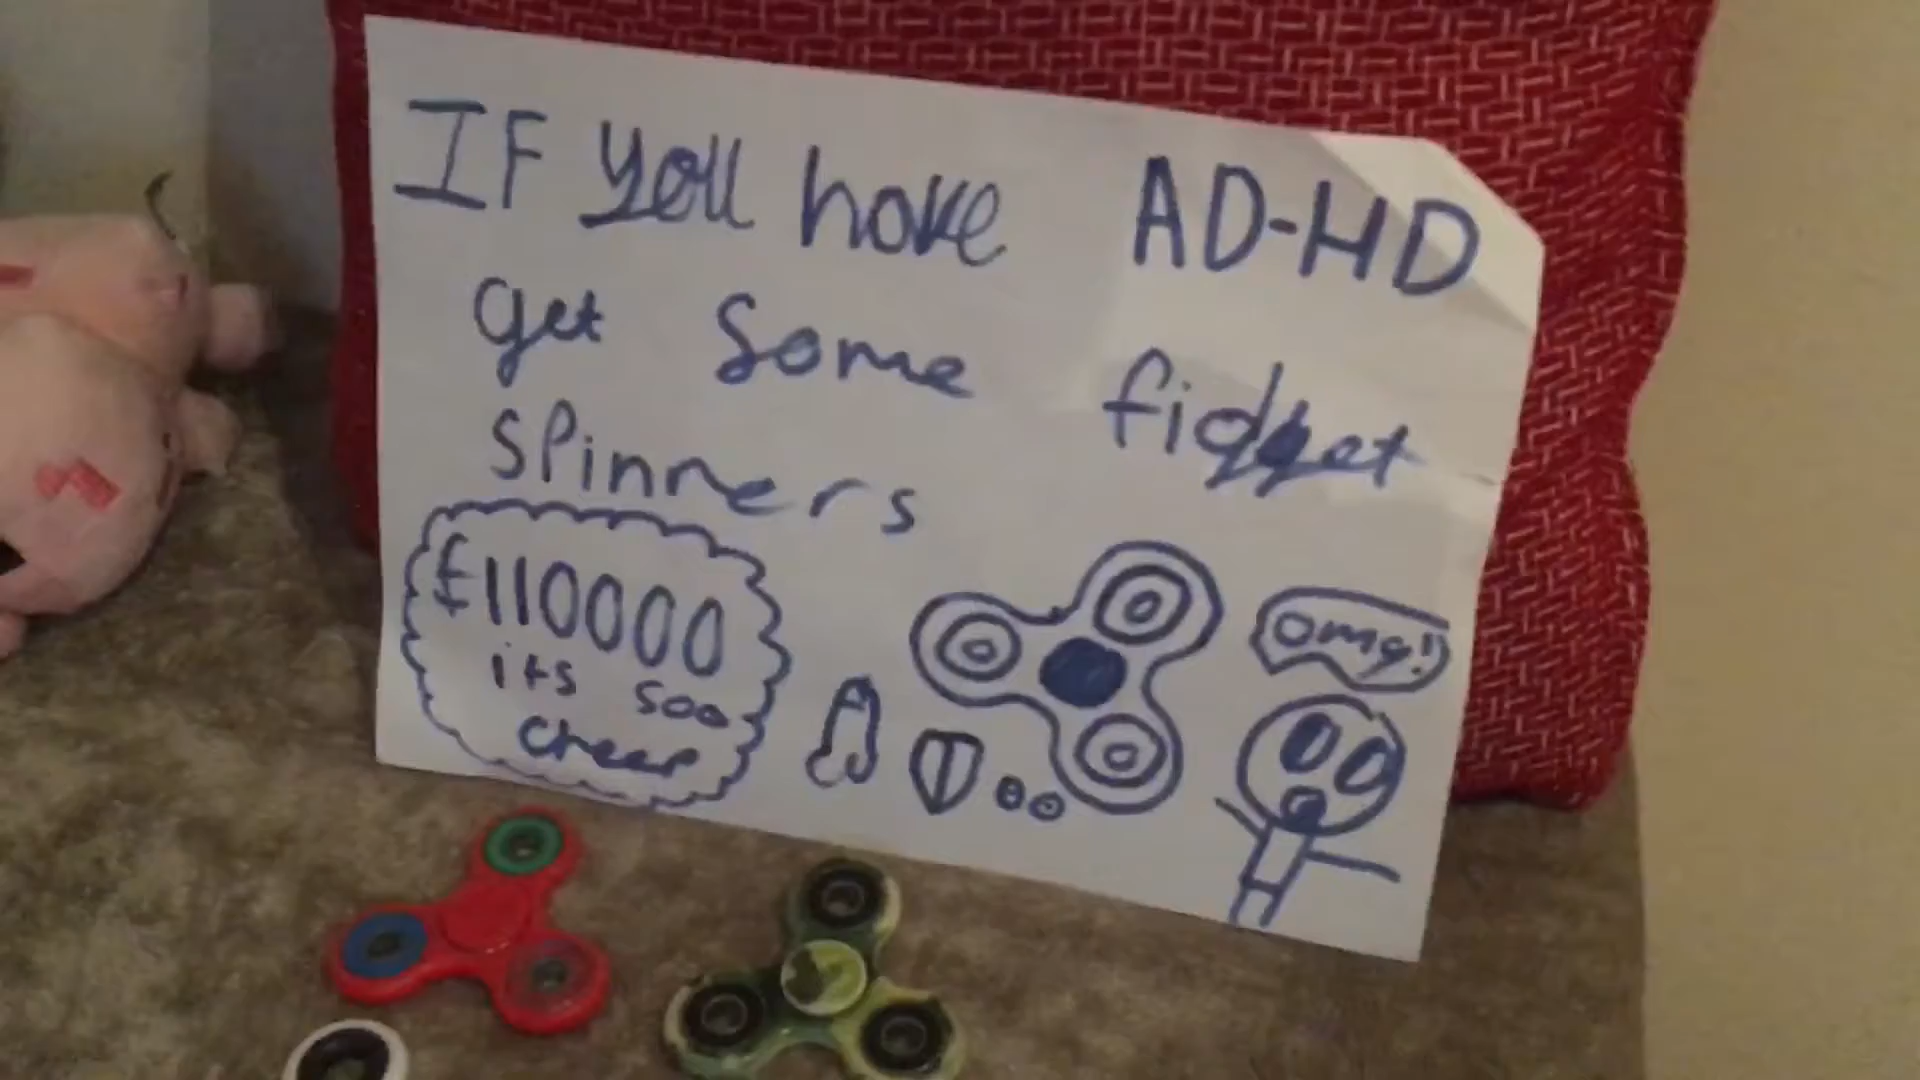 IF you have AD-HD
get some fidget
spinners
£110000
its soo
cheap
omg!